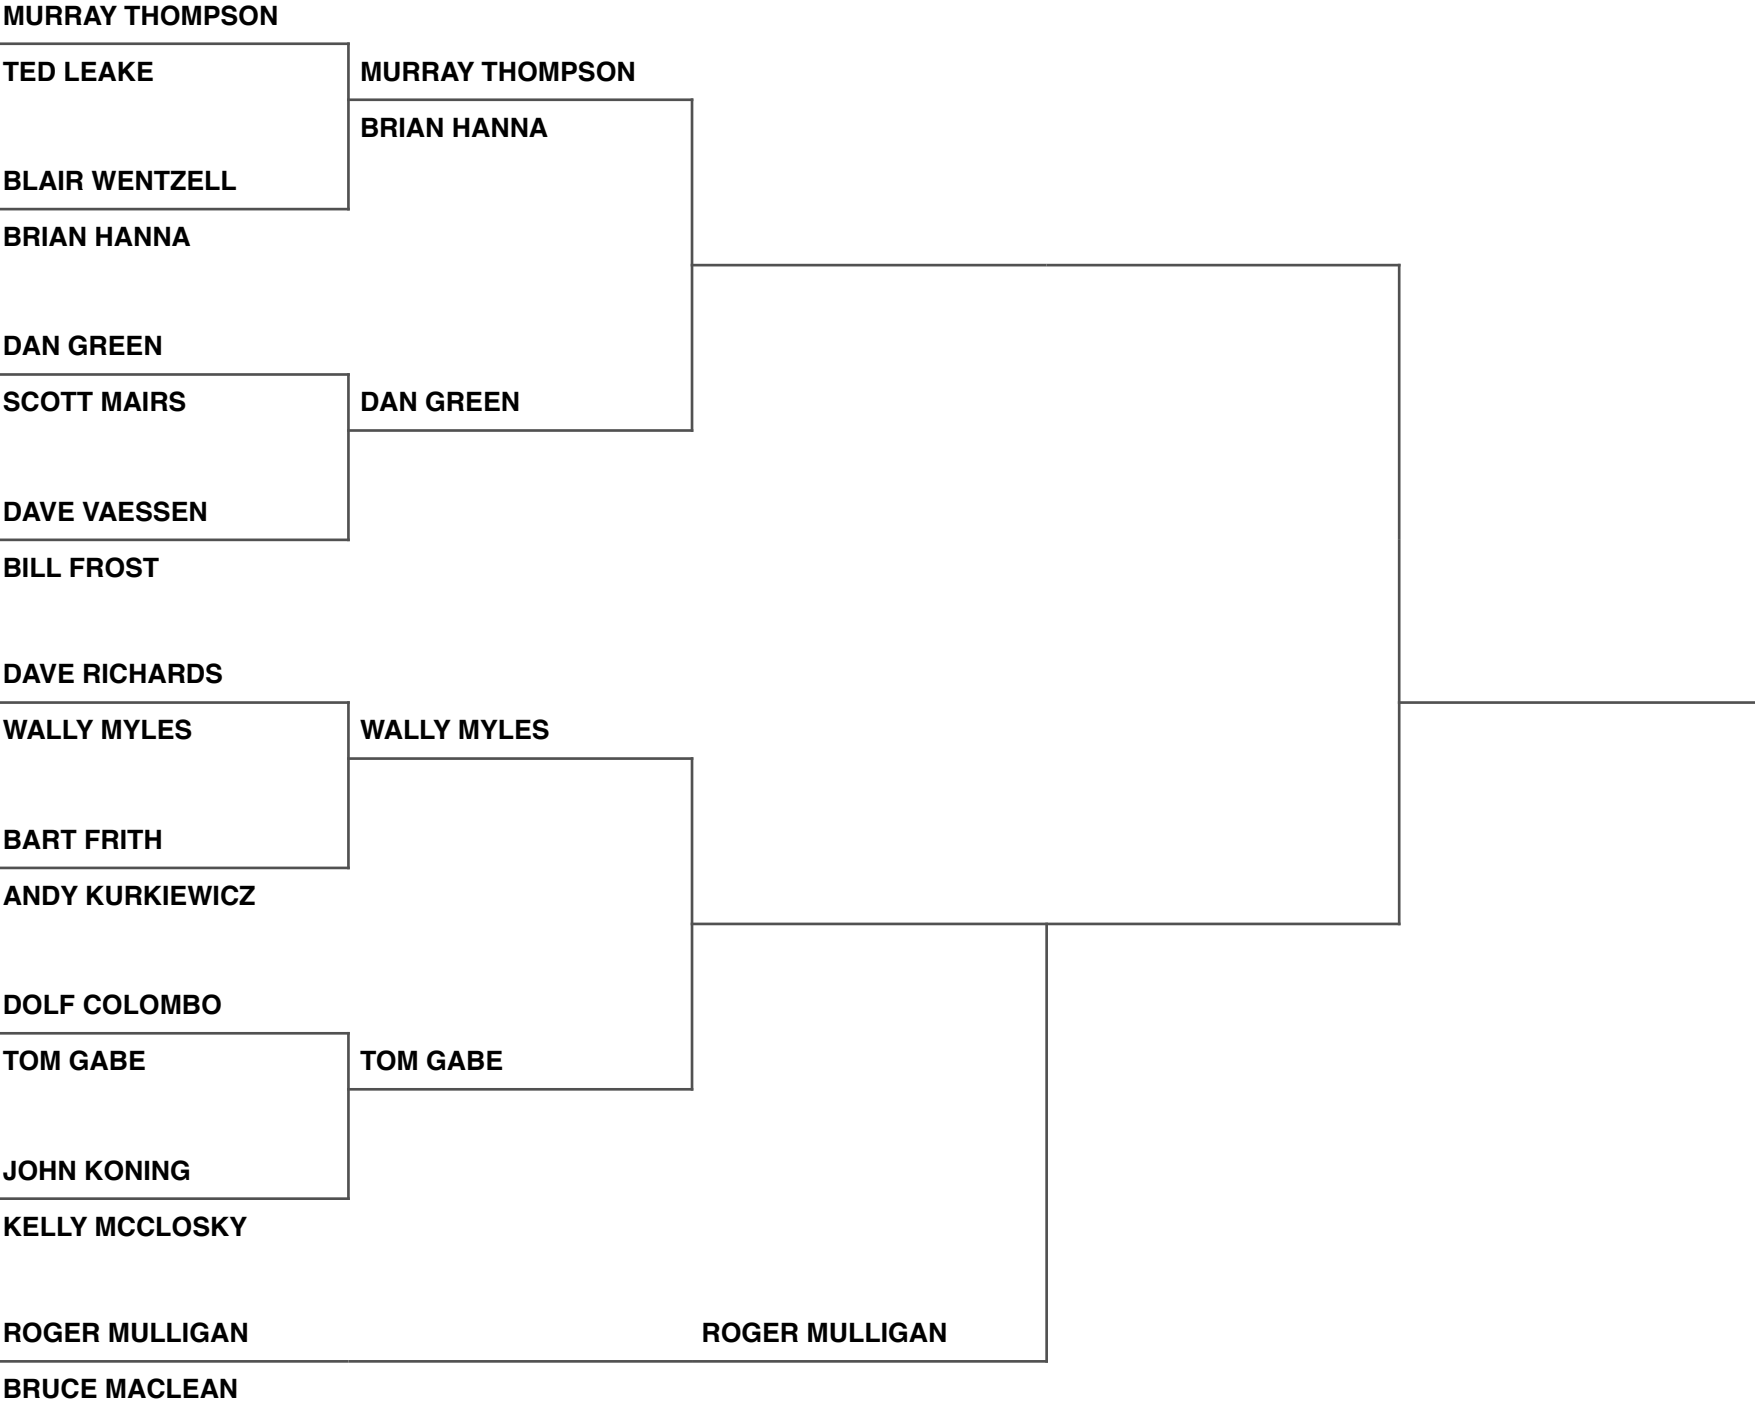 MURRAY THOMPSON
TED LEAKE
MURRAY THOMPSON
BRIAN HANNA
BLAIR WENTZELL
BRIAN HANNA
DAN GREEN
SCOTT MAIRS
DAN GREEN
DAVE VAESSEN
BILL FROST
DAVE RICHARDS
WALLY MYLES
WALLY MYLES
BART FRITH
ANDY KURKIEWICZ
DOLF COLOMBO
TOM GABE
TOM GABE
JOHN KONING
KELLY MCCLOSKY
ROGER MULLIGAN
ROGER MULLIGAN
BRUCE MACLEAN